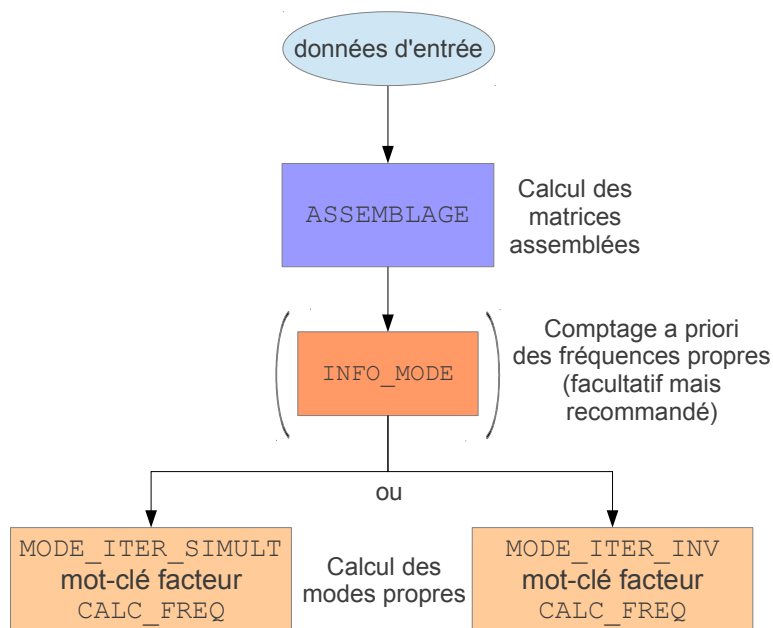 données d'entrée
ASSEMBLAGE
Calcul des
matrices
assemblées
INFO_MODE
Comptage a priori
des fréquences propres
(facultatif mais
recommandé)
ou
MODE_ITER_SIMULT
mot-clé facteur
CALC_FREQ
Calcul des
modes propres
MODE_ITER_INV
mot-clé facteur
CALC_FREQ